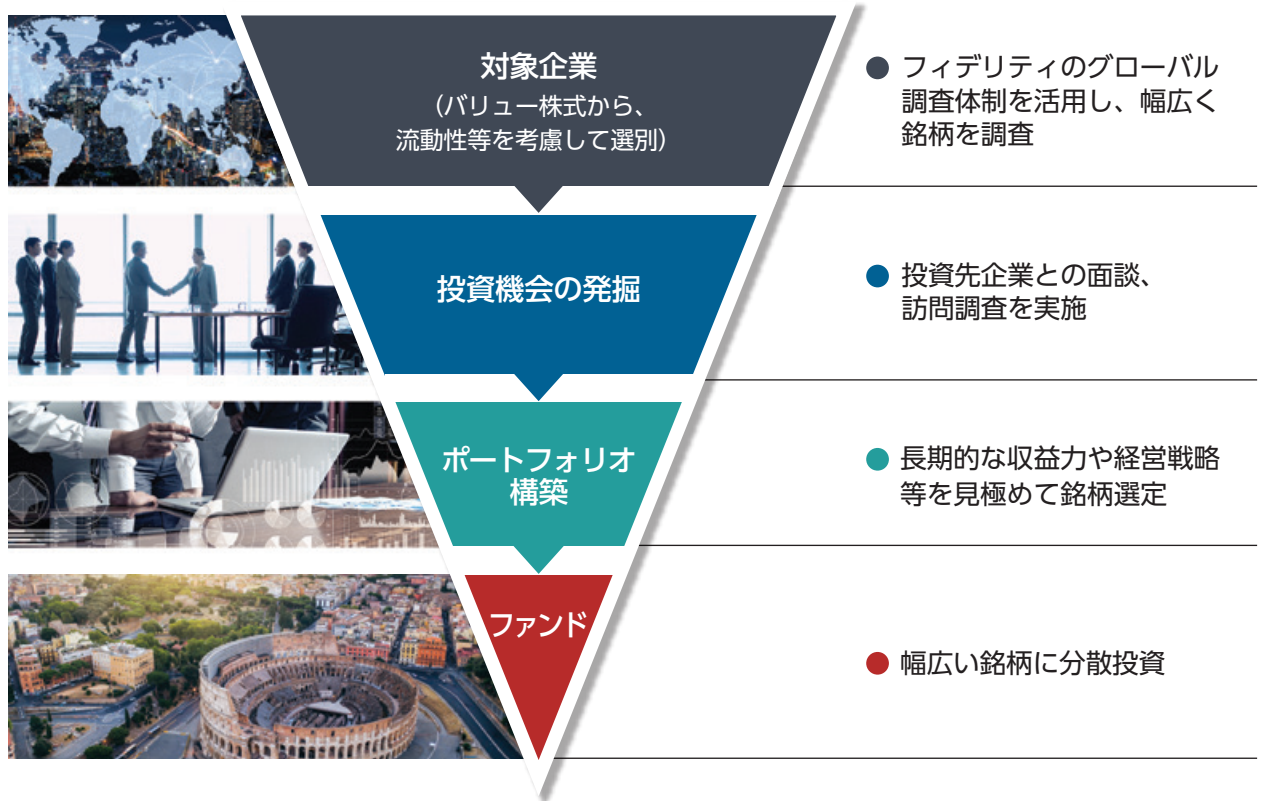 対象企業
(バリュー株式から、
流動性等を考慮して選別)
● フィデリティのグローバル
調査体制を活用し、幅広く
銘柄を調査
投資機会の発掘
● 投資先企業との面談、
訪問調査を実施
ポートフォリオ
構築
● 長期的な収益力や経営戦略
等を見極めて銘柄選定
ファンド
● 幅広い銘柄に分散投資